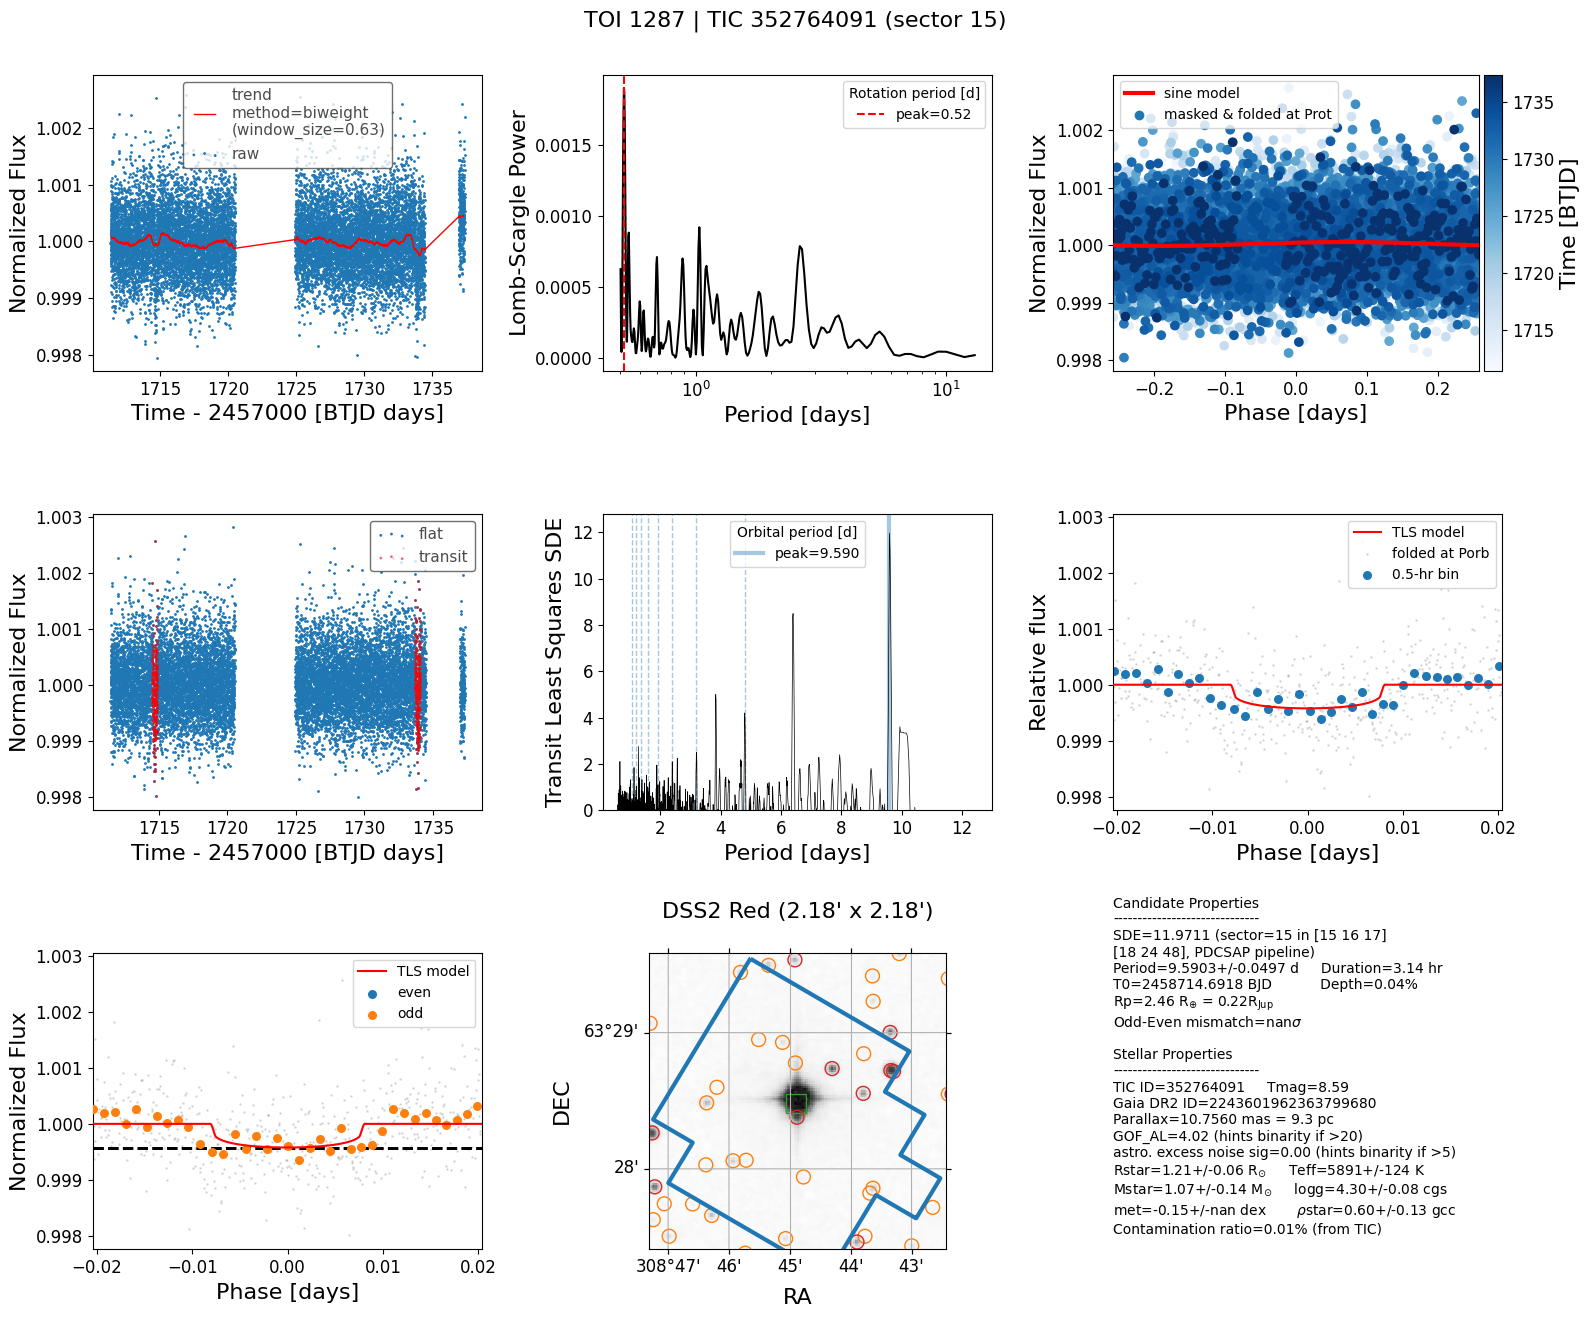 TOI 1287 | TIC 352764091 (sector 15)
Normalized Flux
1.002
1.001
1.000
0.999
0.998
trend
method=biweight
(window_size=0.63)
raw
1715
1720
1725
1730
1735
Time - 2457000 [BTJD days]
Lomb-Scargle Power
0.0015
0.0010
0.0005
0.0000
Rotation period [d]
peak=0.52
10⁰
10¹
Period [days]
Normalized Flux
1.002
1.001
1.000
0.999
0.998
sine model
masked & folded at Prot
−0.2
−0.1
0.0
0.1
0.2
Phase [days]
1735
1730
1725
1720
1715
Time [BTJD]
Normalized Flux
1.003
1.002
1.001
1.000
0.999
0.998
flat
transit
1715
1720
1725
1730
1735
Time - 2457000 [BTJD days]
Transit Least Squares SDE
12
10
8
6
4
2
0
Orbital period [d]
peak=9.590
2
4
6
8
10
12
Period [days]
Relative flux
1.003
1.002
1.001
1.000
0.999
0.998
TLS model
folded at Porb
0.5-hr bin
−0.02
−0.01
0.00
0.01
0.02
Phase [days]
Normalized Flux
1.003
1.002
1.001
1.000
0.999
0.998
TLS model
even
odd
−0.02
−0.01
0.00
0.01
0.02
Phase [days]
DSS2 Red (2.18' x 2.18')
DEC
63°29'
28'
308°47'
46'
45'
44'
43'
RA
Candidate Properties
------------------------------
SDE=11.9711 (sector=15 in [15 16 17]
[18 24 48], PDCSAP pipeline)
Period=9.5903+/-0.0497 d Duration=3.14 hr
T0=2458714.6918 BJD Depth=0.04%
Rp=2.46 R⊕ = 0.22RJup
Odd-Even mismatch=nanσ
Stellar Properties
------------------------------
TIC ID=352764091 Tmag=8.59
Gaia DR2 ID=2243601962363799680
Parallax=10.7560 mas = 9.3 pc
GOF_AL=4.02 (hints binarity if >20)
astro. excess noise sig=0.00 (hints binarity if >5)
Rstar=1.21+/-0.06 R⊙ Teff=5891+/-124 K
Mstar=1.07+/-0.14 M⊙ logg=4.30+/-0.08 cgs
met=-0.15+/-nan dex ρstar=0.60+/-0.13 gcc
Contamination ratio=0.01% (from TIC)